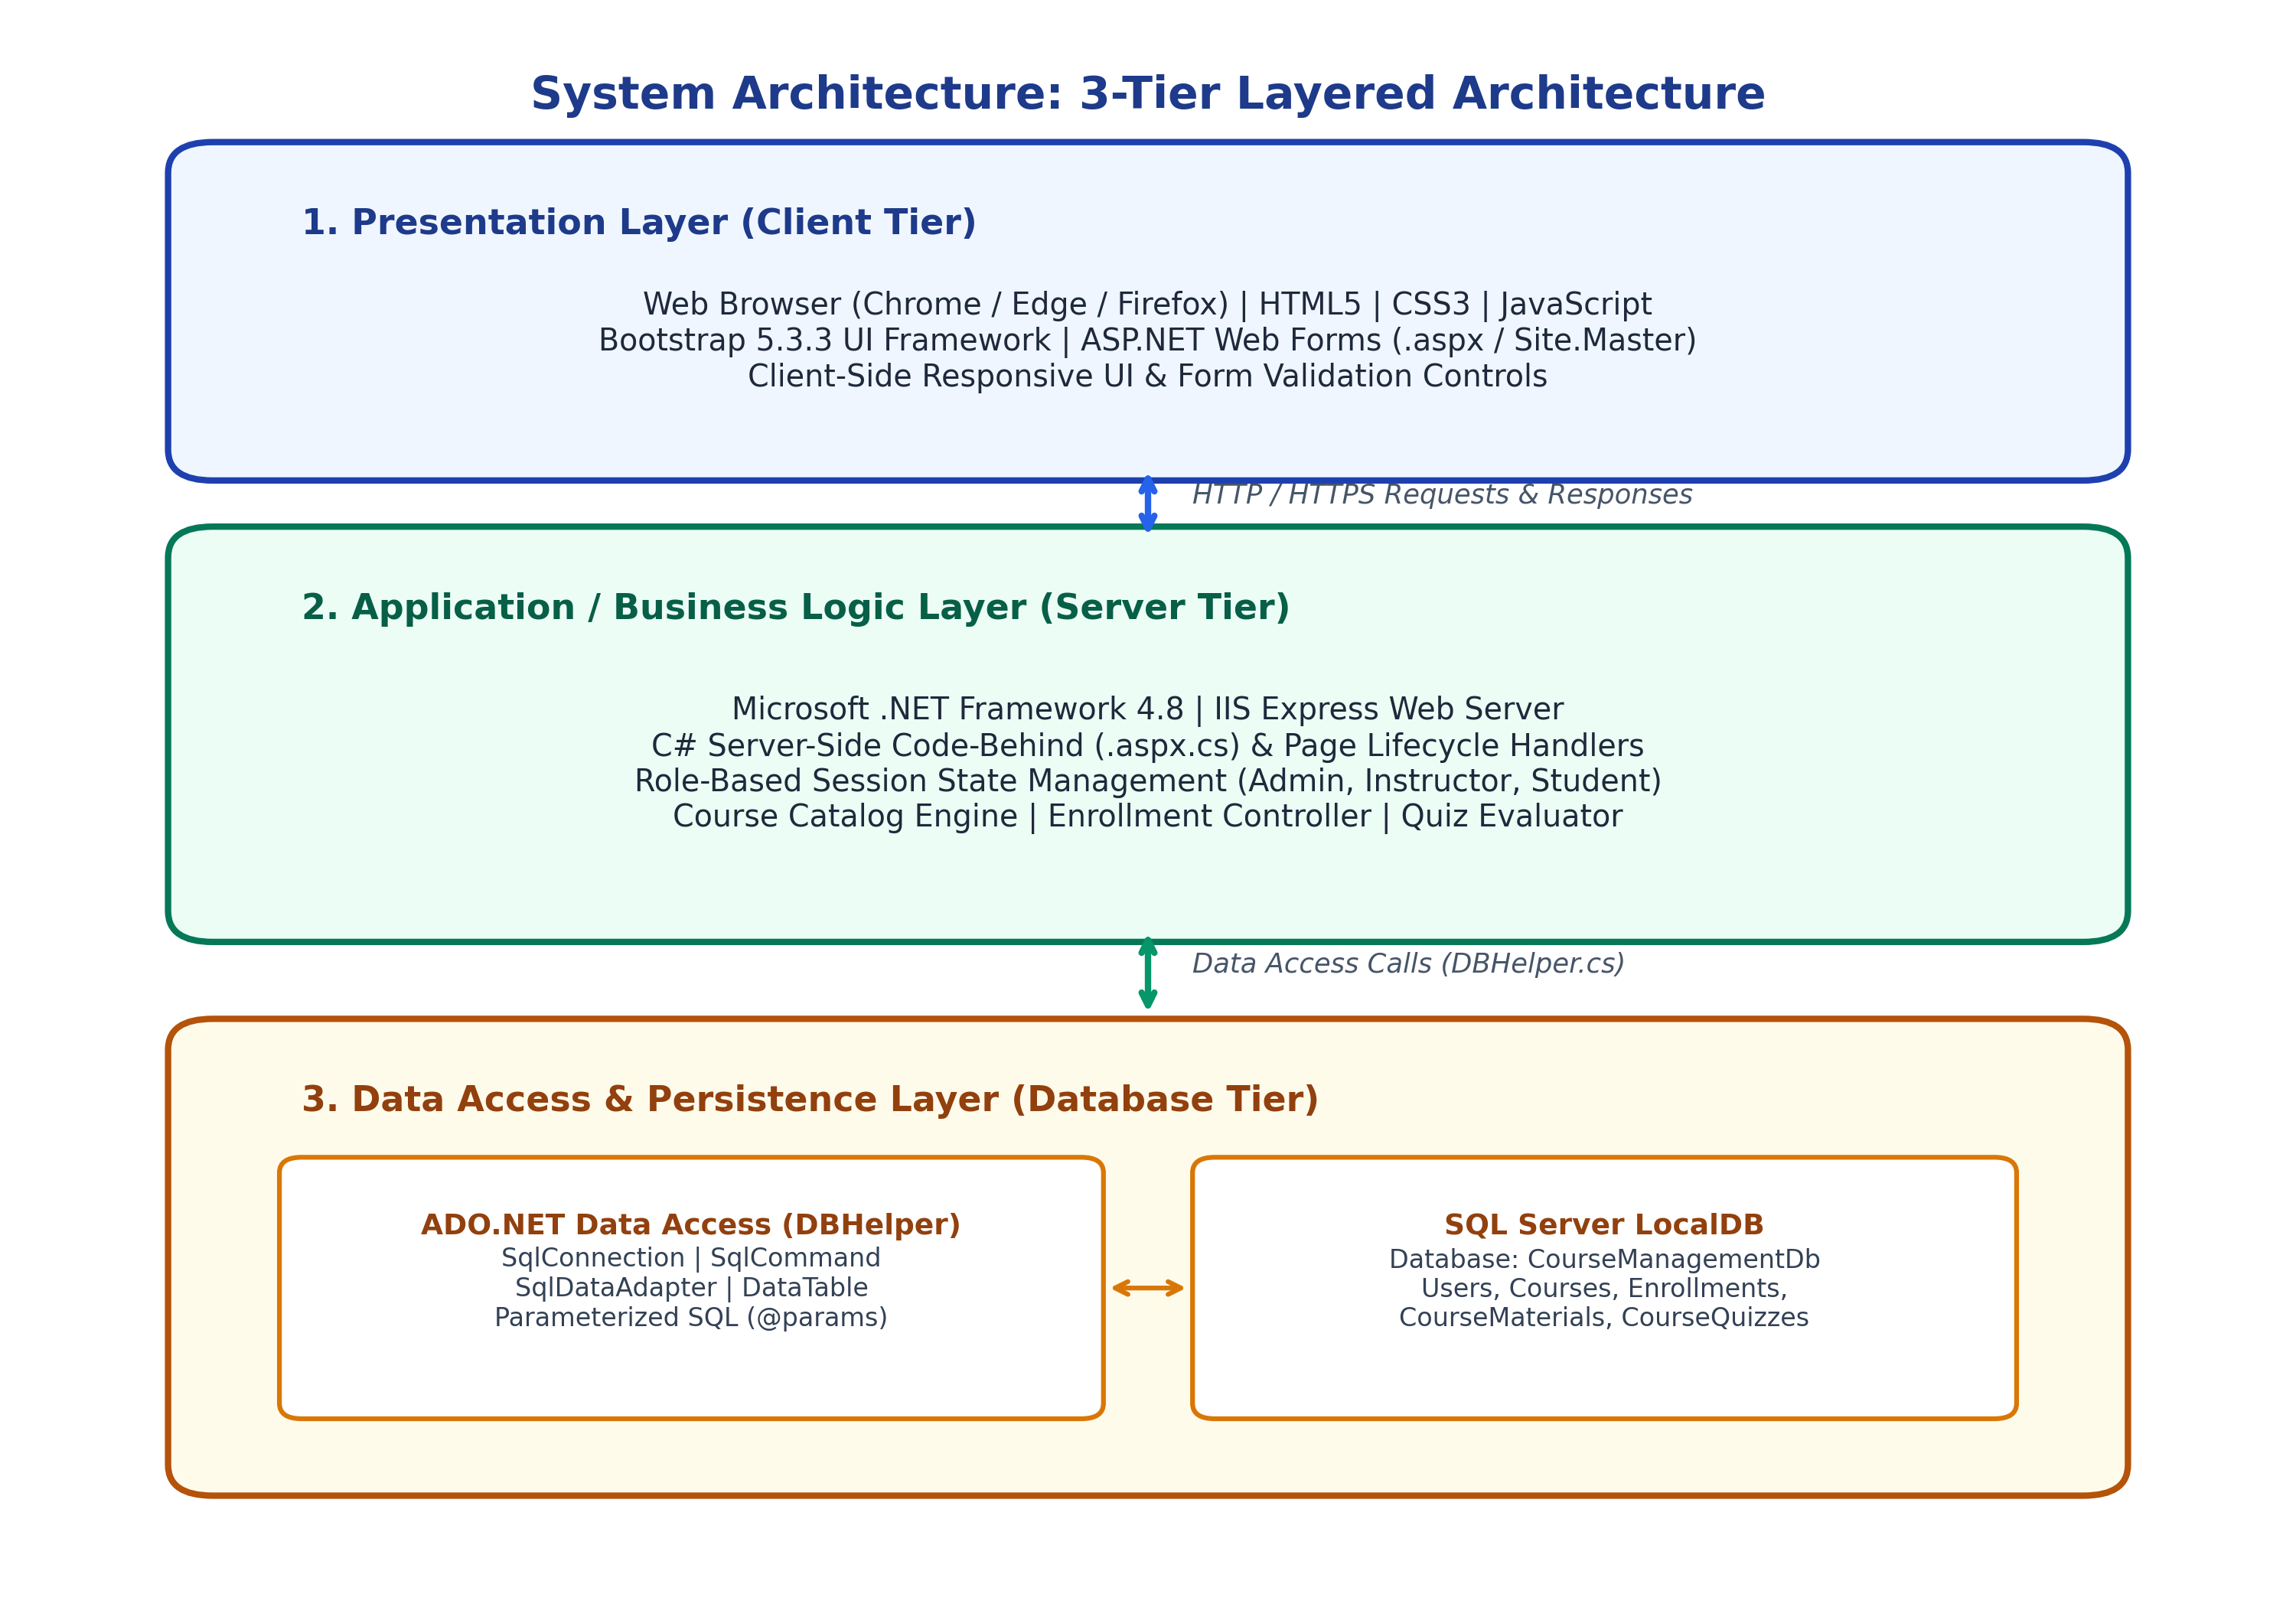 System Architecture: 3-Tier Layered Architecture
1. Presentation Layer (Client Tier)
Web Browser (Chrome / Edge / Firefox) | HTML5 | CSS3 | JavaScript
Bootstrap 5.3.3 UI Framework | ASP.NET Web Forms (.aspx / Site.Master)
Client-Side Responsive UI & Form Validation Controls
HTTP / HTTPS Requests & Responses
2. Application / Business Logic Layer (Server Tier)
Microsoft .NET Framework 4.8 | IIS Express Web Server
C# Server-Side Code-Behind (.aspx.cs) & Page Lifecycle Handlers
Role-Based Session State Management (Admin, Instructor, Student)
Course Catalog Engine | Enrollment Controller | Quiz Evaluator
Data Access Calls (DBHelper.cs)
3. Data Access & Persistence Layer (Database Tier)
ADO.NET Data Access (DBHelper)
SqlConnection | SqlCommand
SqlDataAdapter | DataTable
Parameterized SQL (@params)
SQL Server LocalDB
Database: CourseManagementDb
Users, Courses, Enrollments,
CourseMaterials, CourseQuizzes